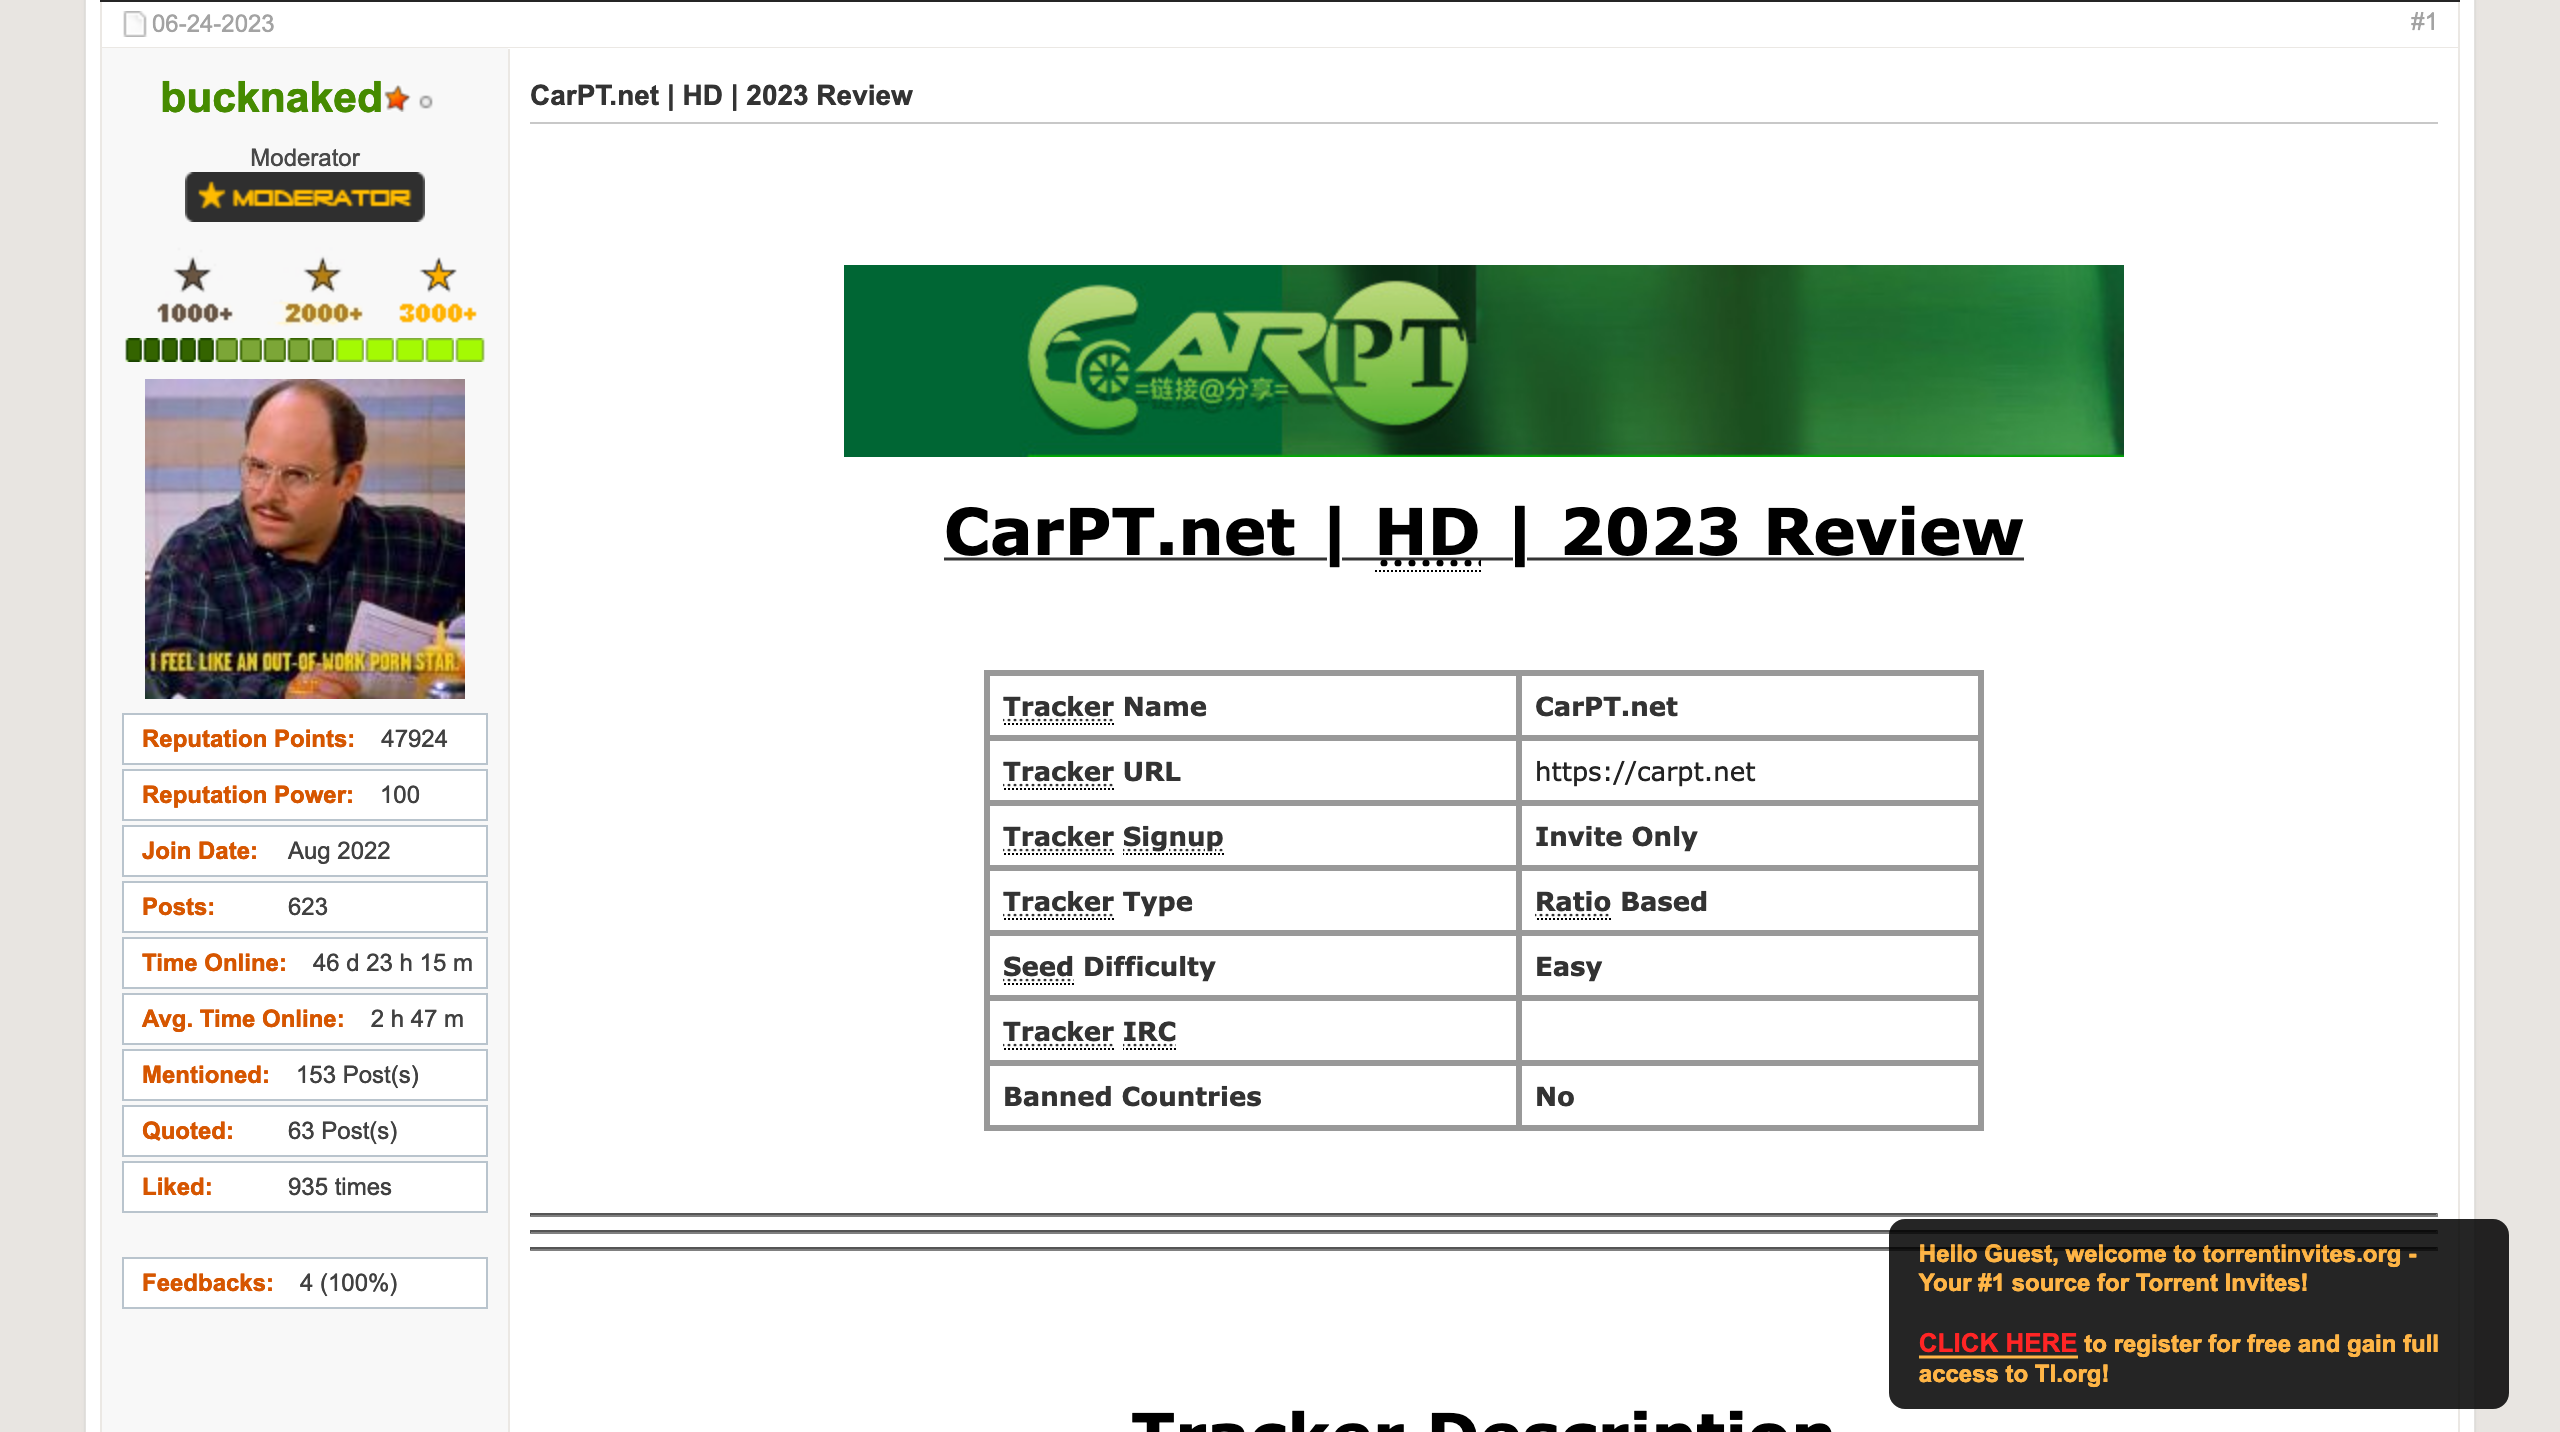 06-24-2023
#1
bucknaked
Moderator
MODERATOR
1000+ 2000+ 3000+
I FEEL LIKE AN OUT-OF-WORK PORN STAR.
Reputation Points: 47924
Reputation Power: 100
Join Date: Aug 2022
Posts: 623
Time Online: 46 d 23 h 15 m
Avg. Time Online: 2 h 47 m
Mentioned: 153 Post(s)
Quoted: 63 Post(s)
Liked: 935 times
Feedbacks: 4 (100%)
CarPT.net | HD | 2023 Review
CARPT
=链接@分享=
CarPT.net | HD | 2023 Review
Tracker Name CarPT.net
Tracker URL https://carpt.net
Tracker Signup Invite Only
Tracker Type Ratio Based
Seed Difficulty Easy
Tracker IRC
Banned Countries No
Tracker Description
Hello Guest, welcome to torrentinvites.org -
Your #1 source for Torrent Invites!
CLICK HERE to register for free and gain full
access to TI.org!